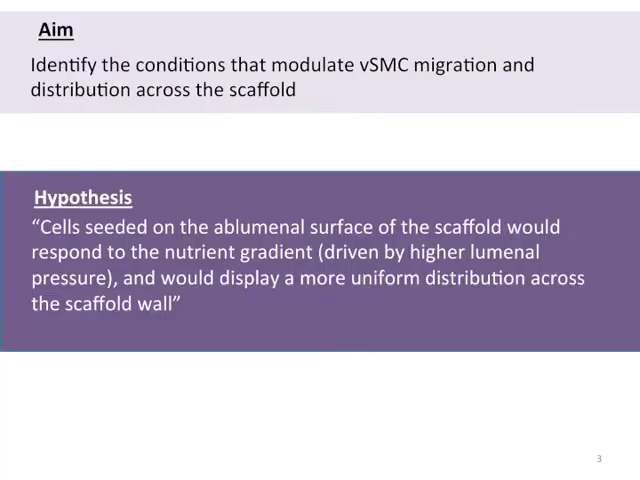 Aim
Identify the conditions that modulate vSMC migration and
distribution across the scaffold
Hypothesis
“Cells seeded on the ablumenal surface of the scaffold would
respond to the nutrient gradient (driven by higher lumenal
pressure), and would display a more uniform distribution across
the scaffold wall”
3